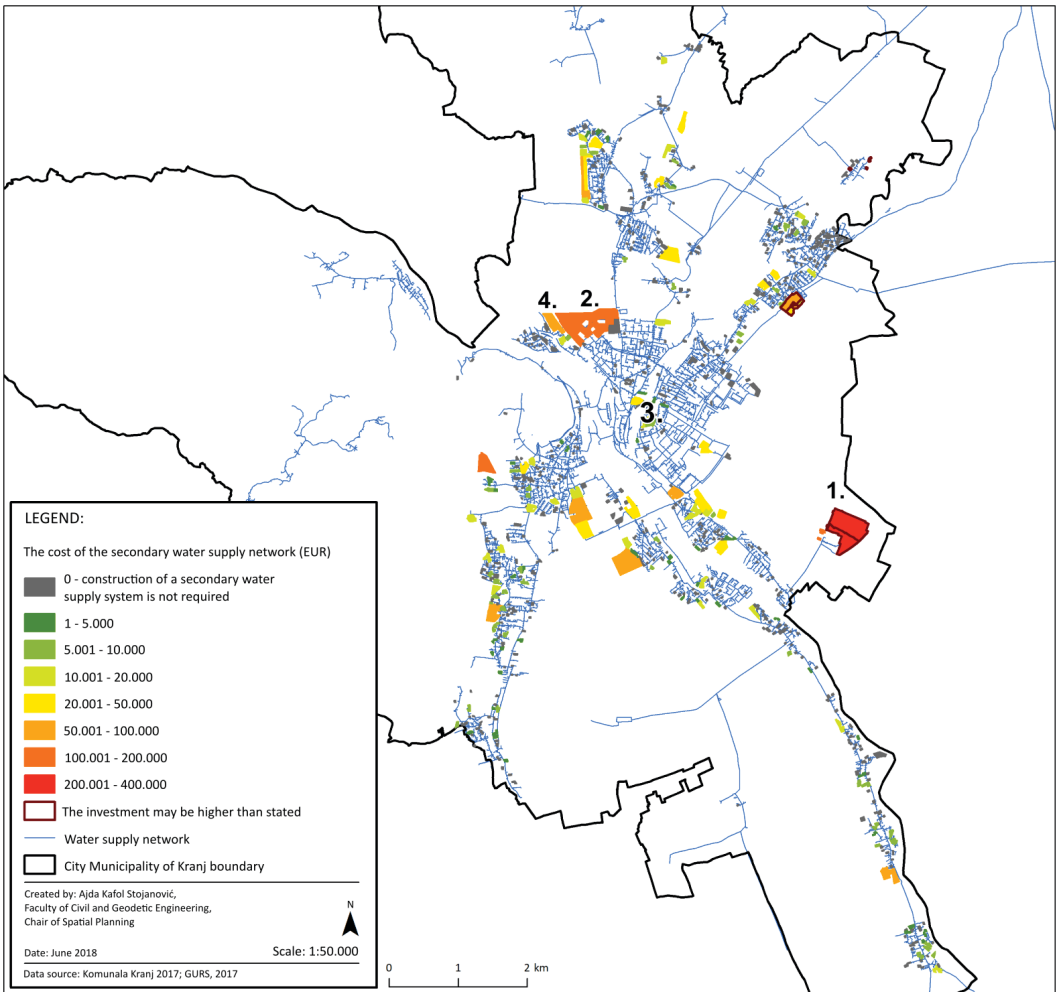 4.
2.
3.
1.
LEGEND:
The cost of the secondary water supply network (EUR)
0 - construction of a secondary water
supply system is not required
1 - 5.000
5.001 - 10.000
10.001 - 20.000
20.001 - 50.000
50.001 - 100.000
100.001 - 200.000
200.001 - 400.000
The investment may be higher than stated
Water supply network
City Municipality of Kranj boundary
Created by: Ajda Kafol Stojanović,
Faculty of Civil and Geodetic Engineering,
Chair of Spatial Planning
N
Date: June 2018
Scale: 1:50.000
Data source: Komunala Kranj 2017; GURS, 2017
0 1 2 km